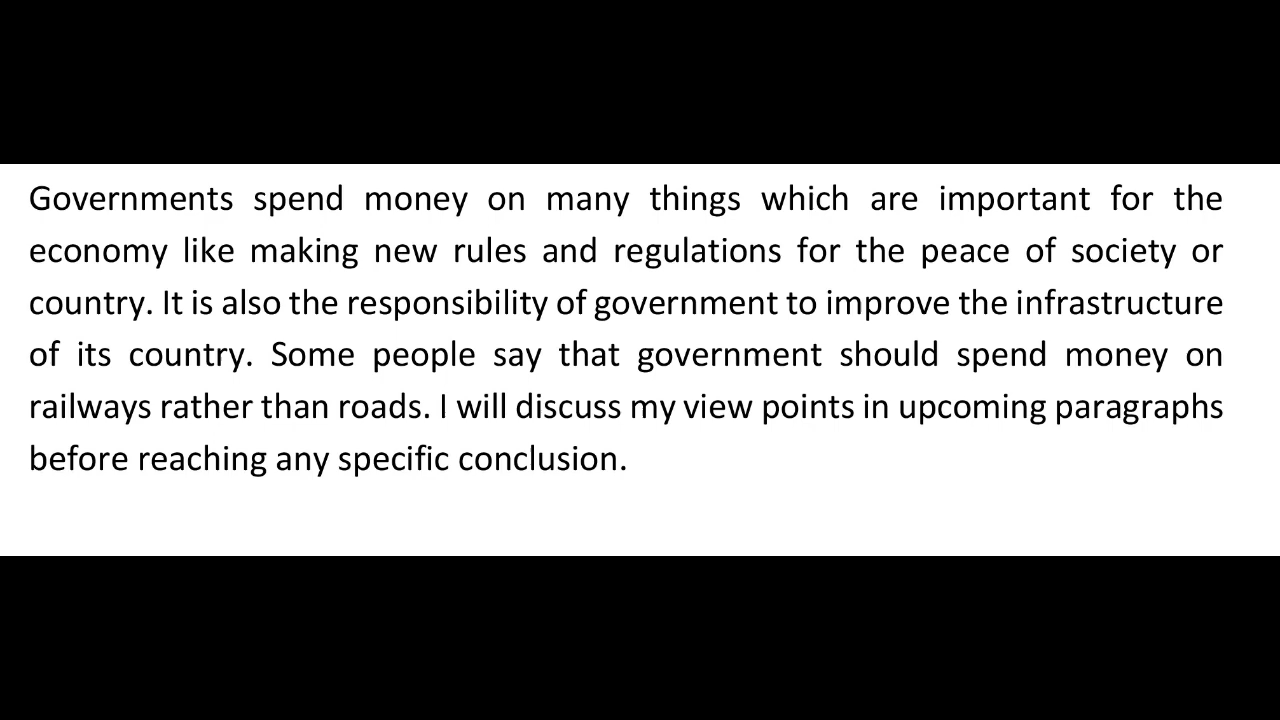 Governments spend money on many things which are important for the
economy like making new rules and regulations for the peace of society or
country. It is also the responsibility of government to improve the infrastructure
of its country. Some people say that government should spend money on
railways rather than roads. I will discuss my view points in upcoming paragraphs
before reaching any specific conclusion.